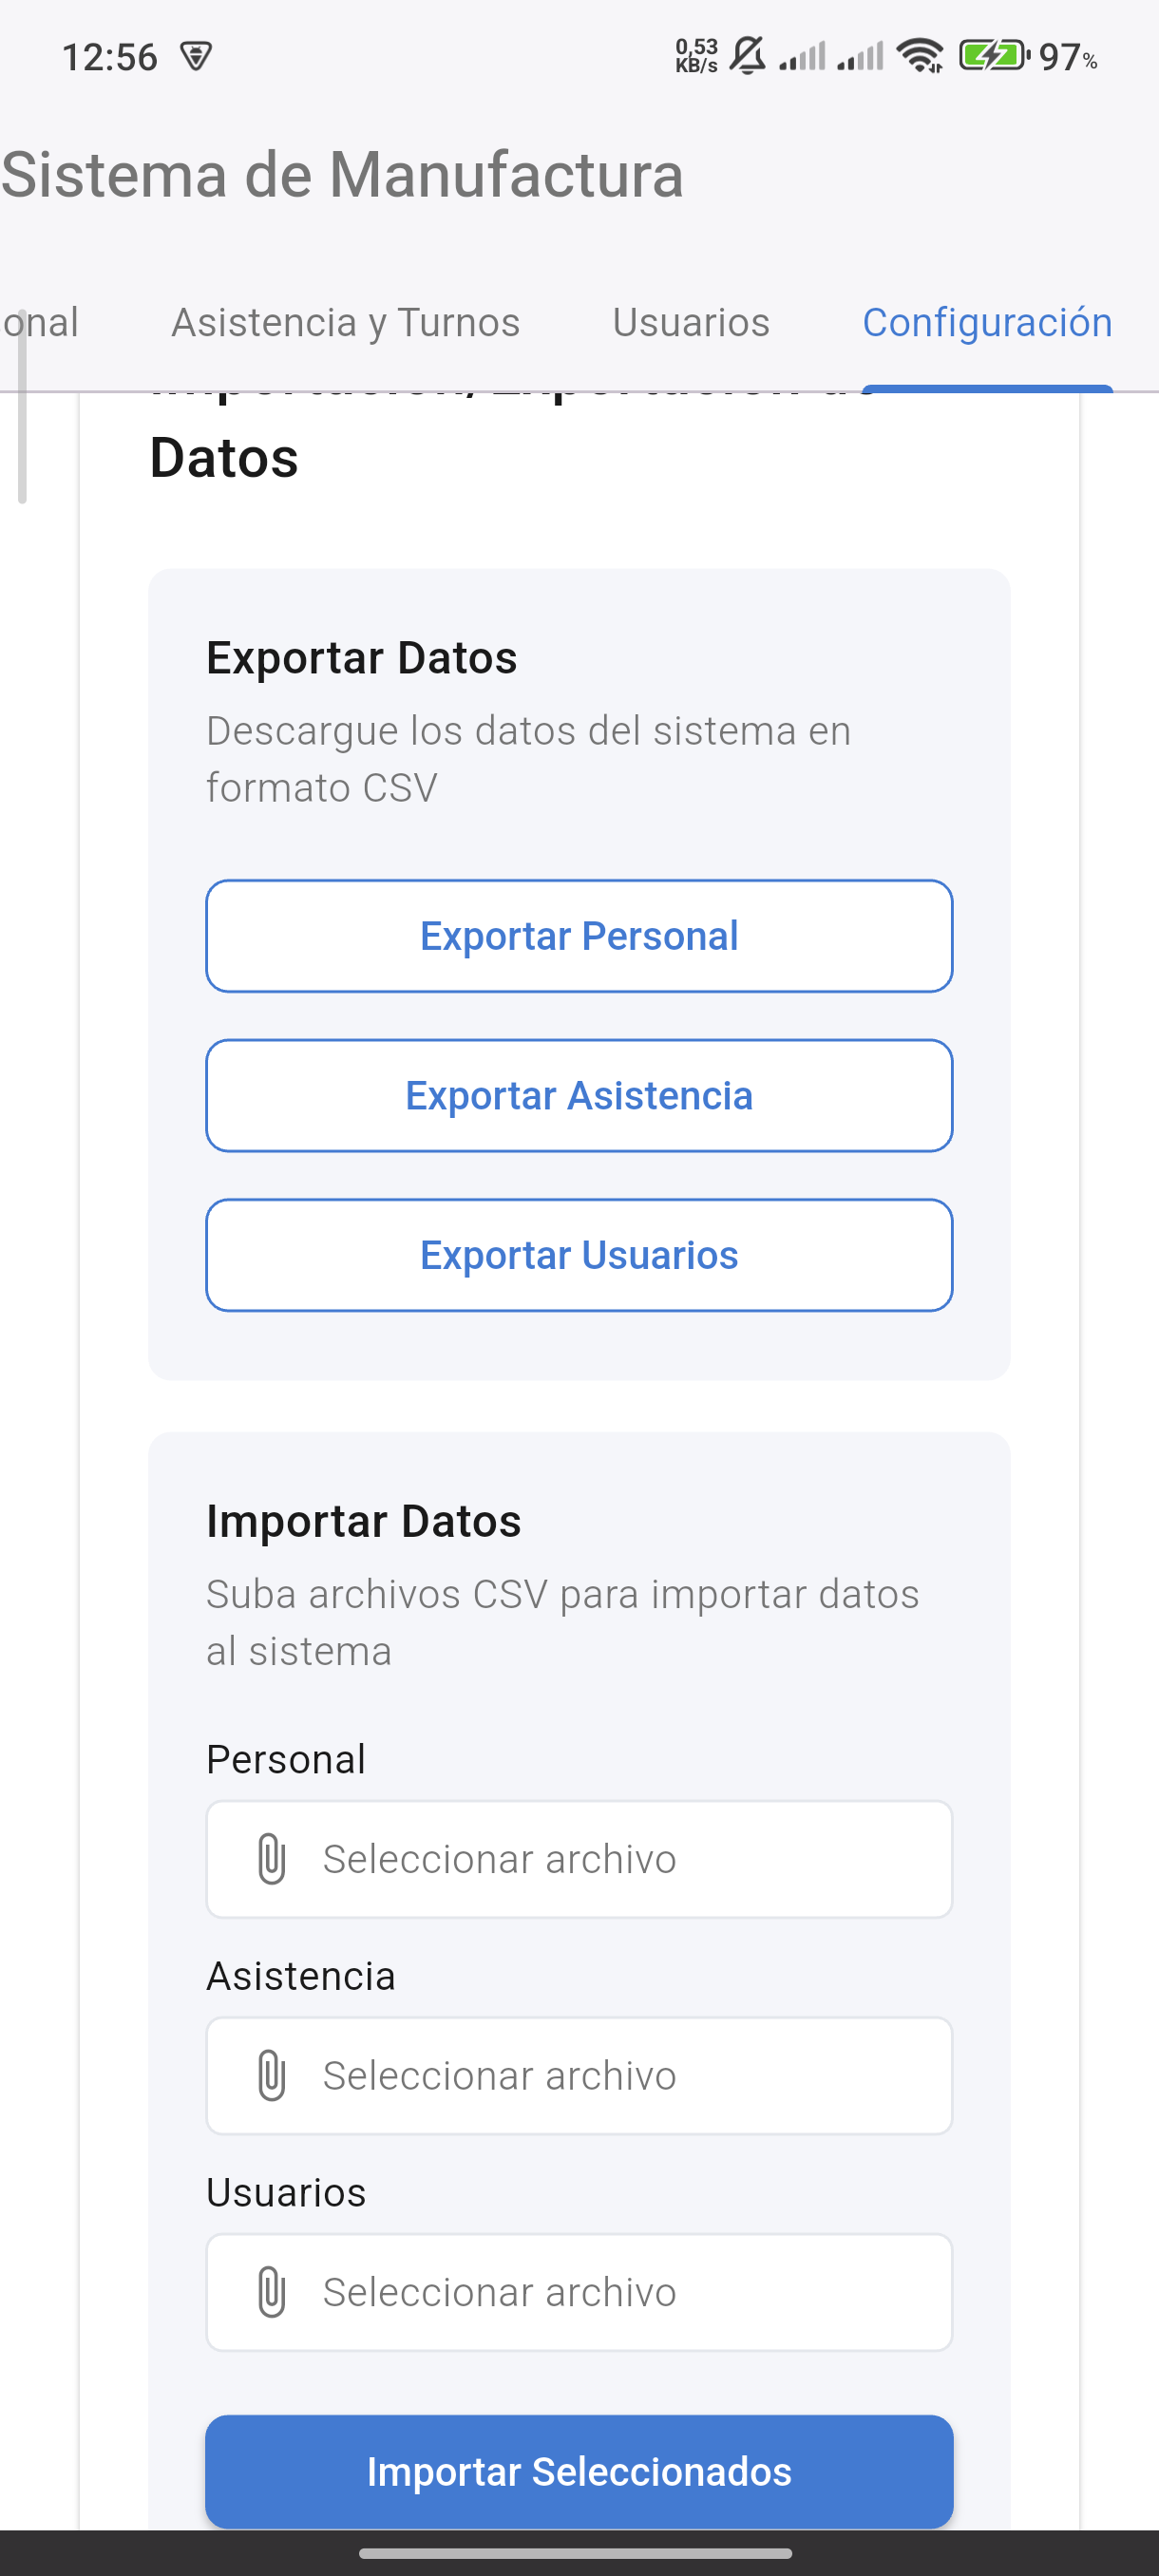 12:56
0,53
KB/s
97%
Sistema de Manufactura
onal
Asistencia y Turnos
Usuarios
Configuración
Datos
Exportar Datos
Descargue los datos del sistema en
formato CSV
Exportar Personal
Exportar Asistencia
Exportar Usuarios
Importar Datos
Suba archivos CSV para importar datos
al sistema
Personal
Seleccionar archivo
Asistencia
Seleccionar archivo
Usuarios
Seleccionar archivo
Importar Seleccionados